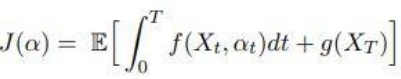 J(α) = 𝔼[∫₀ᵀ f(Xₜ, αₜ)dt + g(X_T)]